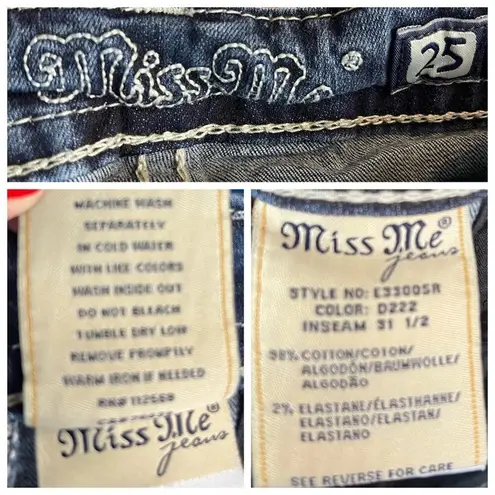 Miss Me
25
MACHINE WASH
SEPARATELY
IN COLD WATER
WITH LIKE COLORS
WASH INSIDE OUT
DO NOT BLEACH
TUMBLE DRY LOW
REMOVE PROMPTLY
WARM IRON IF NEEDED
RN# 112568
Miss Me®
jeans
Miss Me®
jeans
STYLE NO: E3300SR
COLOR: D222
INSEAM 31 1/2
98% COTTON/COTON/
ALGODÓN/BAUMWOLLE/
ALGODÃO
2% ELASTANE/ÉLASTHANNE/
ELASTANO/ELASTAN/
ELASTANO
SEE REVERSE FOR CARE